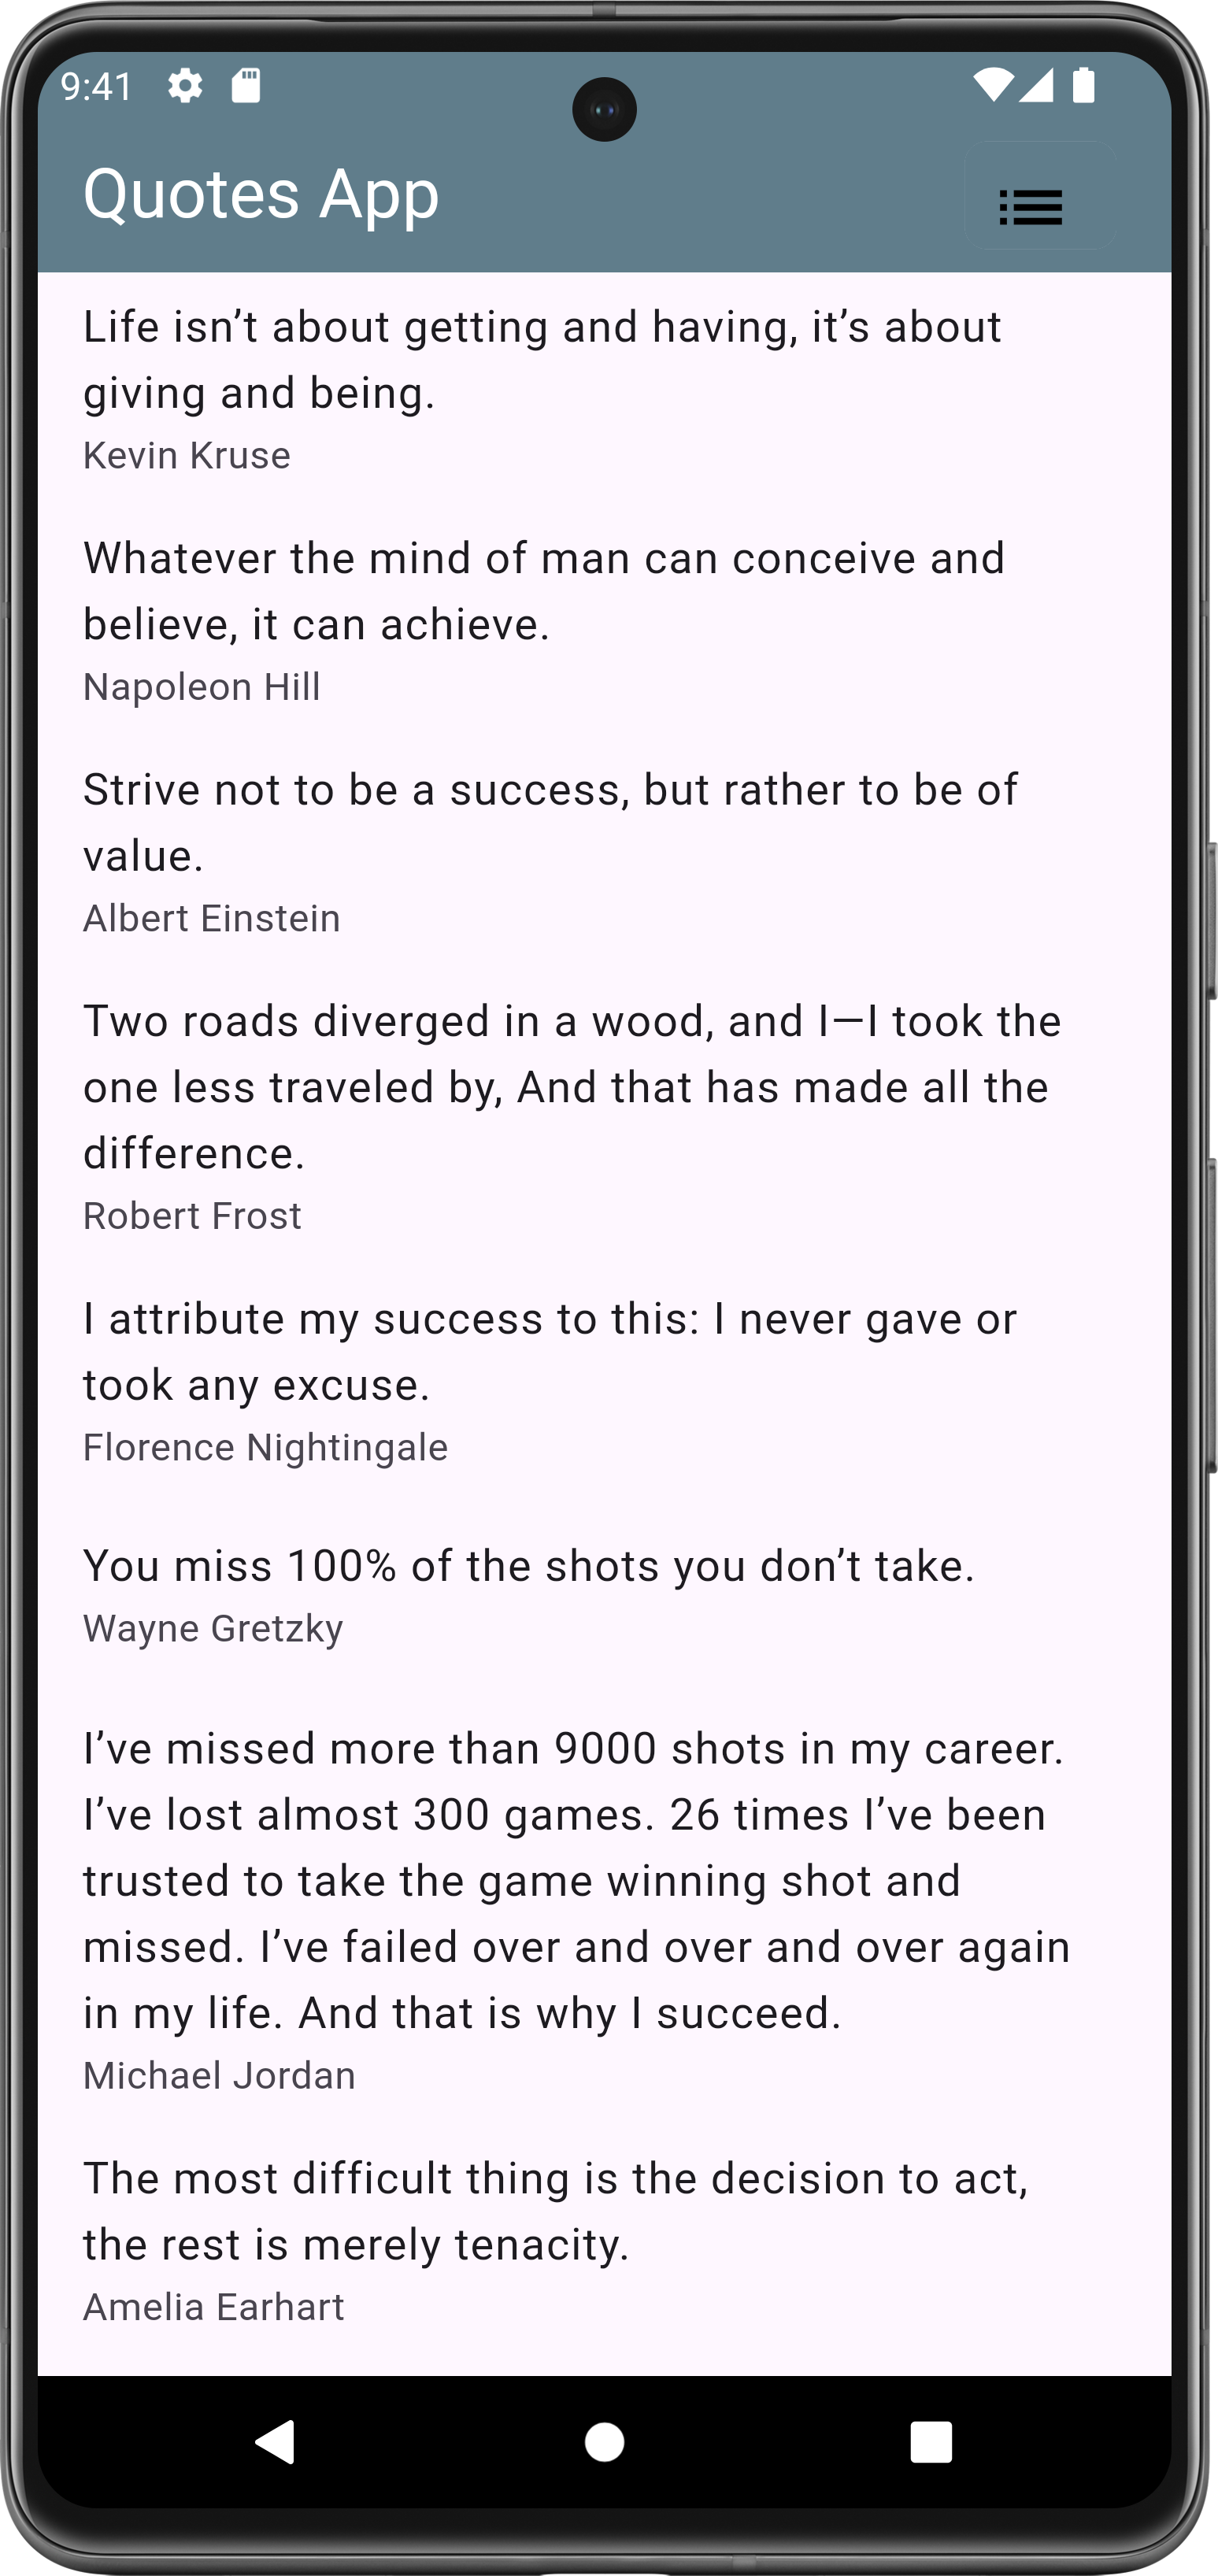 9:41
Quotes App
Life isn’t about getting and having, it’s about
giving and being.
Kevin Kruse
Whatever the mind of man can conceive and
believe, it can achieve.
Napoleon Hill
Strive not to be a success, but rather to be of
value.
Albert Einstein
Two roads diverged in a wood, and I—I took the
one less traveled by, And that has made all the
difference.
Robert Frost
I attribute my success to this: I never gave or
took any excuse.
Florence Nightingale
You miss 100% of the shots you don’t take.
Wayne Gretzky
I’ve missed more than 9000 shots in my career.
I’ve lost almost 300 games. 26 times I’ve been
trusted to take the game winning shot and
missed. I’ve failed over and over and over again
in my life. And that is why I succeed.
Michael Jordan
The most difficult thing is the decision to act,
the rest is merely tenacity.
Amelia Earhart